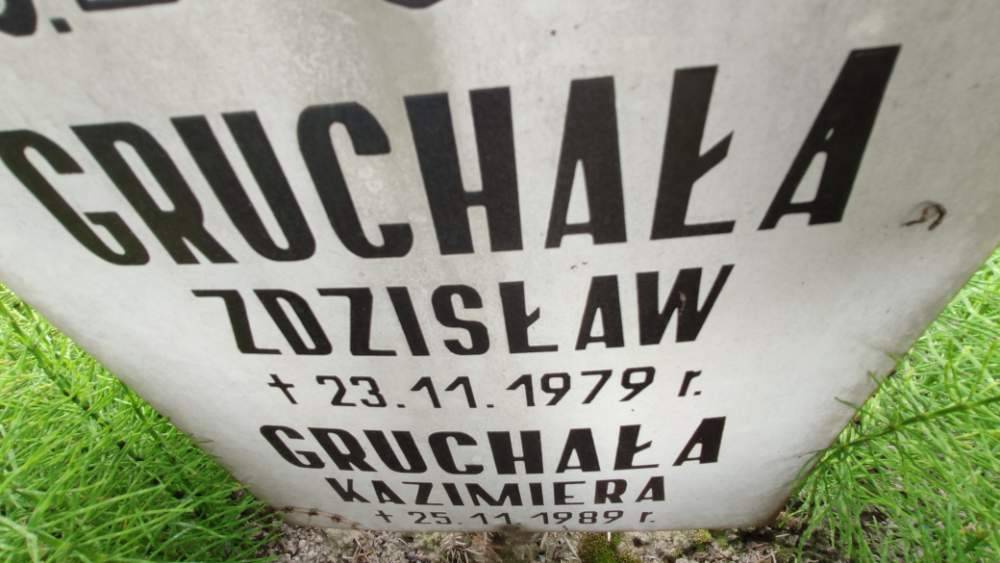 GRUCHAŁA
ZDZISŁAW
† 23.11.1979 r.
GRUCHAŁA
KAZIMIERA
† 25.11.1989 r.